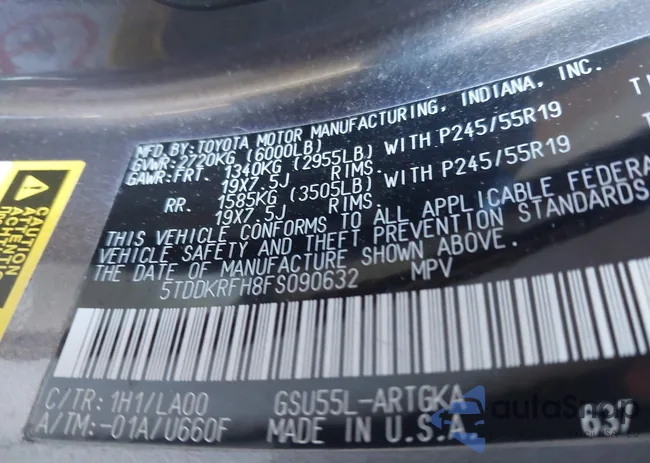 MFD. BY: TOYOTA MOTOR MANUFACTURING, INDIANA, INC.
GVWR: 2720KG (6000LB)
GAWR: FRT. 1340KG (2955LB) WITH P245/55R19
19X7.5J RIMS.
RR. 1585KG (3505LB) WITH P245/55R19
19X7.5J RIMS.
THIS VEHICLE CONFORMS TO ALL APPLICABLE FEDERA
VEHICLE SAFETY AND THEFT PREVENTION STANDARDS
THE DATE OF MANUFACTURE SHOWN ABOVE.
5TDDKRFH8FS090632 MPV
C/TR: 1H1/LA00 GSU55L-ARTGKA
A/TM: -01A/U660F MADE IN U.S.A. 637
CAUTION
autoShop